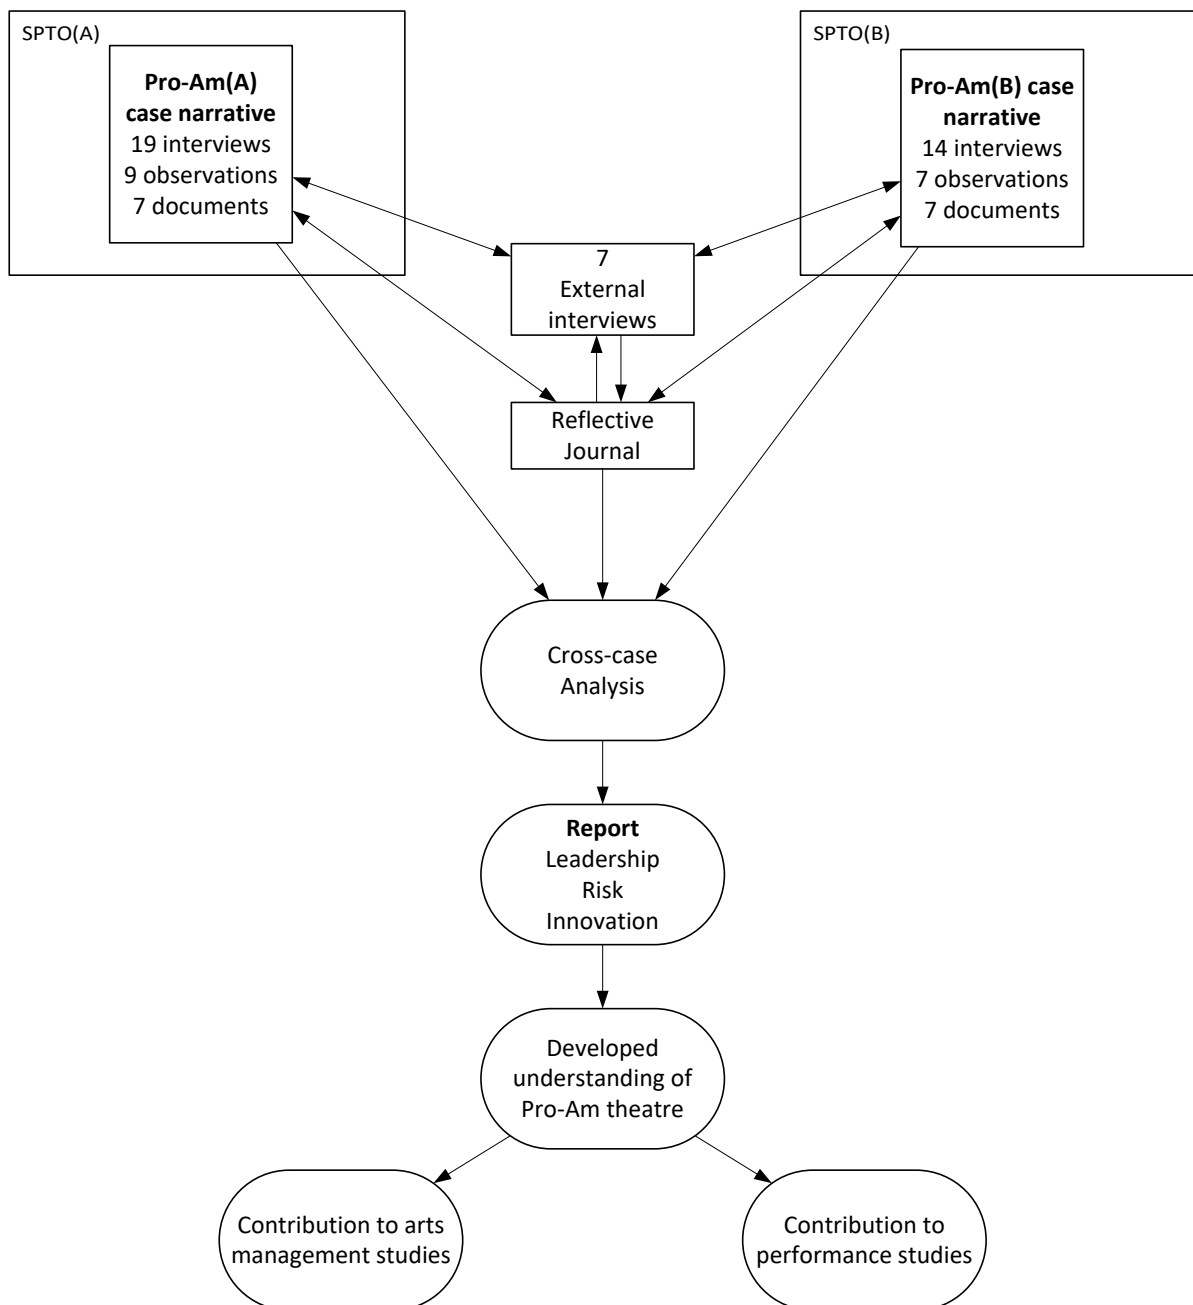 SPTO(A)
Pro-Am(A)
case narrative
19 interviews
9 observations
7 documents
SPTO(B)
Pro-Am(B) case
narrative
14 interviews
7 observations
7 documents
7
External
interviews
Reflective
Journal
Cross-case
Analysis
Report
Leadership
Risk
Innovation
Developed
understanding of
Pro-Am theatre
Contribution to arts
management studies
Contribution to
performance studies